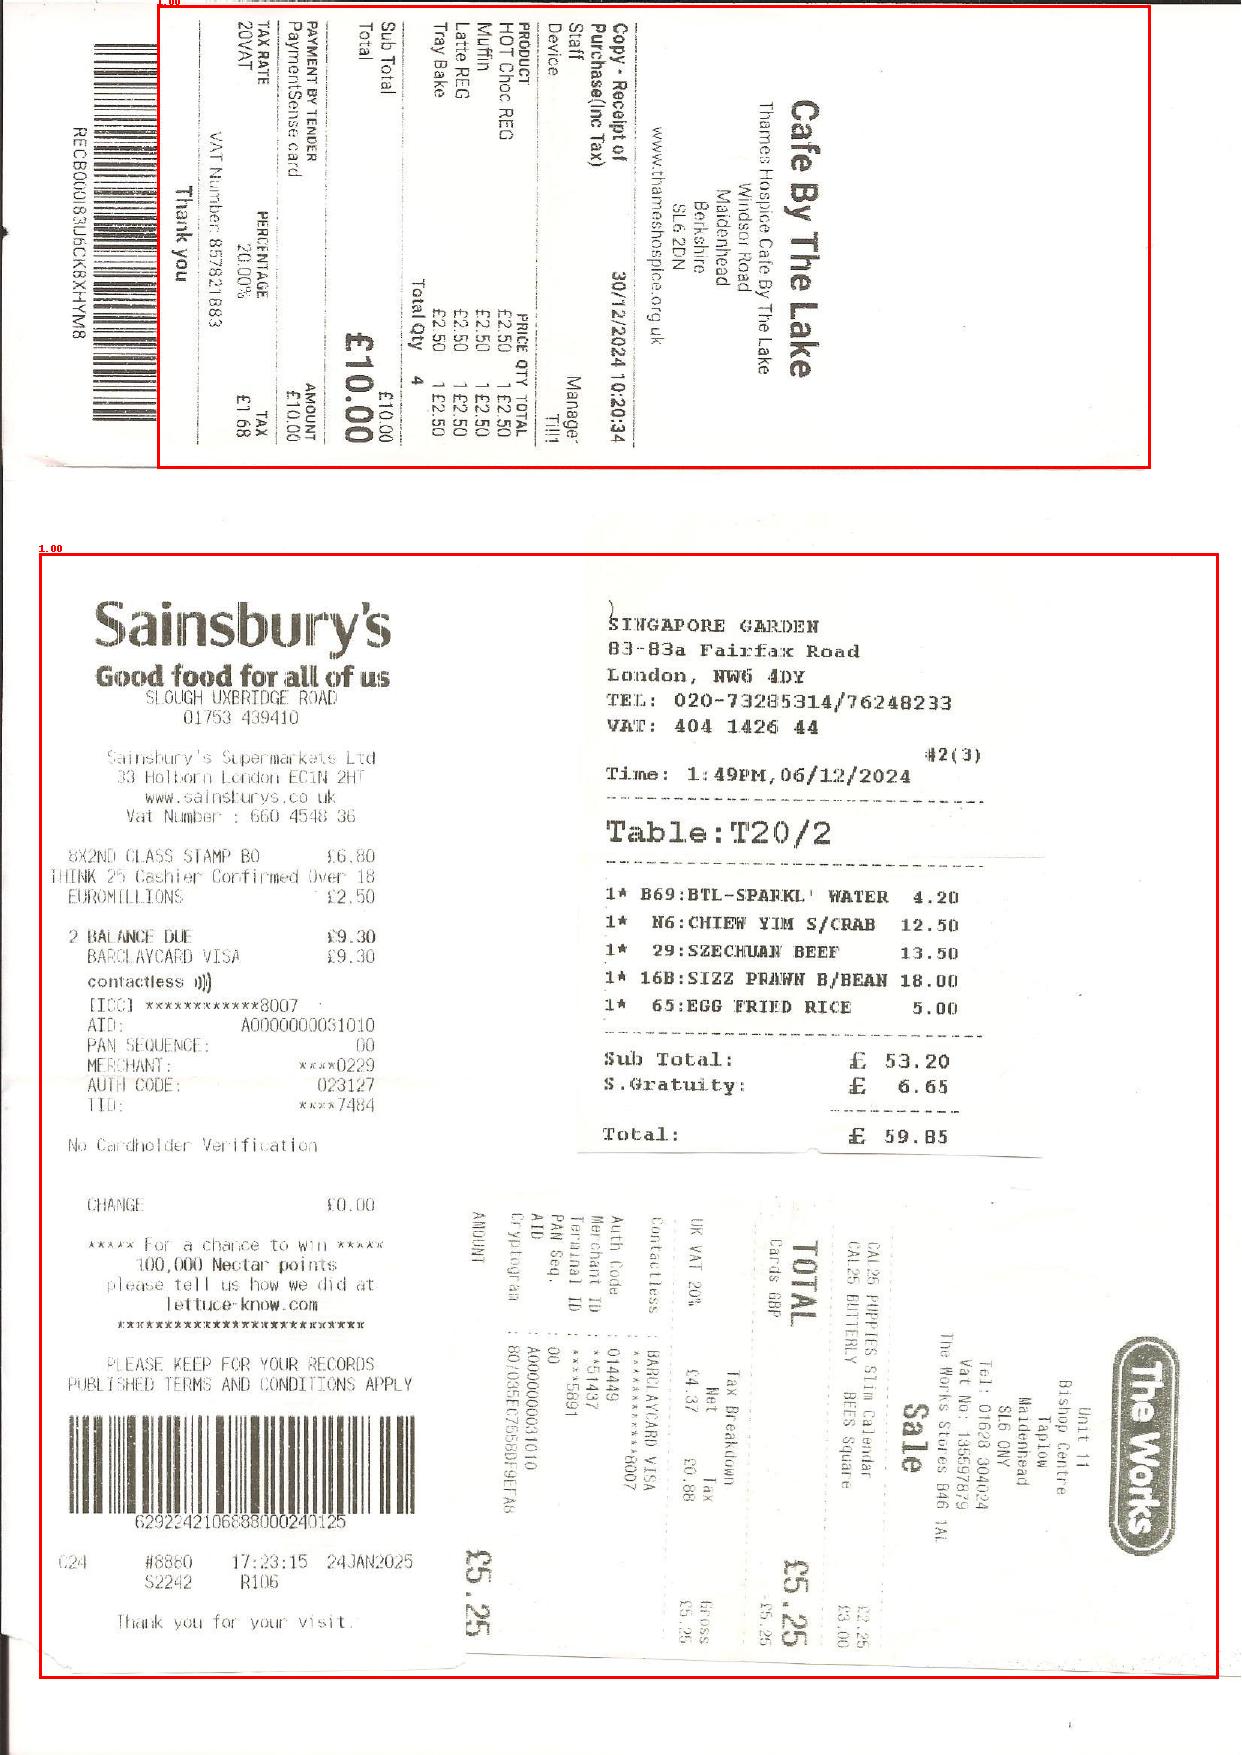 1.00
Cafe By The Lake
Thames Hospice Cafe By The Lake
Windsor Road
Maidenhead
Berkshire
SL6 2DN
www.thameshospice.org.uk
Copy - Receipt of 30/12/2024 10:20:34
Purchase(Inc Tax)
Staff Manage
Device Till1
PRODUCT PRICE QTY TOTAL
HOT Choc REG £2.50 1 £2.50
Muffin £2.50 1 £2.50
Latte REG £2.50 1 £2.50
Tray Bake £2.50 1 £2.50
Total Qty 4
Sub Total £10.00
Total £10.00
PAYMENT BY TENDER AMOUNT
PaymentSense card £10.00
TAX RATE PERCENTAGE TAX
20VAT 20.00% £1.68
VAT Number: 857821883
Thank you
1.00
Sainsbury's
Good food for all of us
SLOUGH UXBRIDGE ROAD
01753 439410
Sainsbury's Supermarkets Ltd
33 Holborn London EC1N 2HT
www.sainsburys.co.uk
Vat Number : 660 4548 36
8X2ND CLASS STAMP BO £6.80
THINK 25 Cashier Confirmed Over 18
EUROMILLIONS £2.50
2 BALANCE DUE £9.30
BARCLAYCARD VISA £9.30
contactless
[ICC] ************8007
AID: A0000000031010
PAN SEQUENCE: 00
MERCHANT: ****0229
AUTH CODE: 023127
TID: ****7484
No Cardholder Verification
CHANGE £0.00
***** For a chance to win *****
100,000 Nectar points
please tell us how we did at
lettuce-know.com
**************************
PLEASE KEEP FOR YOUR RECORDS
PUBLISHED TERMS AND CONDITIONS APPLY
6292242106888000240125
C24 #8880 17:23:15 24JAN2025
S2242 R106
Thank you for your visit.
SINGAPORE GARDEN
83-83a Fairfax Road
London, NW6 4DY
TEL: 020-73285314/76248233
VAT: 404 1426 44
#2(3)
Time: 1:49PM,06/12/2024
Table:T20/2
1* B69:BTL-SPARKL' WATER 4.20
1* N6:CHIEW YIM S/CRAB 12.50
1* 29:SZECHUAN BEEF 13.50
1* 16B:SIZZ PRAWN B/BEAN 18.00
1* 65:EGG FRIED RICE 5.00
Sub Total: £ 53.20
S.Gratuity: £ 6.65
Total: £ 59.85
The Works
Unit 11
Bishop Centre
Taplow
Maidenhead
SL6 0NY
Tel: 01628 304024
Vat No: 135597879
The Works Stores B46 1AL
Sale
CAL25 PUPPIES Slim Calendar £2.25
CAL25 BUTTERLY BEES Square £3.00
TOTAL £5.25
Cards GBP £5.25
Tax Breakdown
Net Tax Gross
UK VAT 20% £4.37 £0.88 £5.25
Contactless : BARCLAYCARD VISA
************8007
Auth Code : 014449
Merchant ID : **51437
Terminal ID : ****5891
PAN Seq. : 00
AID : A0000000031010
Cryptogram
AMOUNT £5.25